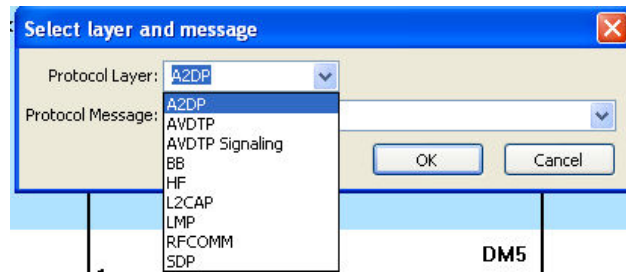 Select layer and message
Protocol Layer: A2DP
Protocol Message:
A2DP
AVDTP
AVDTP Signaling
BB
HF
L2CAP
LMP
RFCOMM
SDP
OK Cancel
DM5